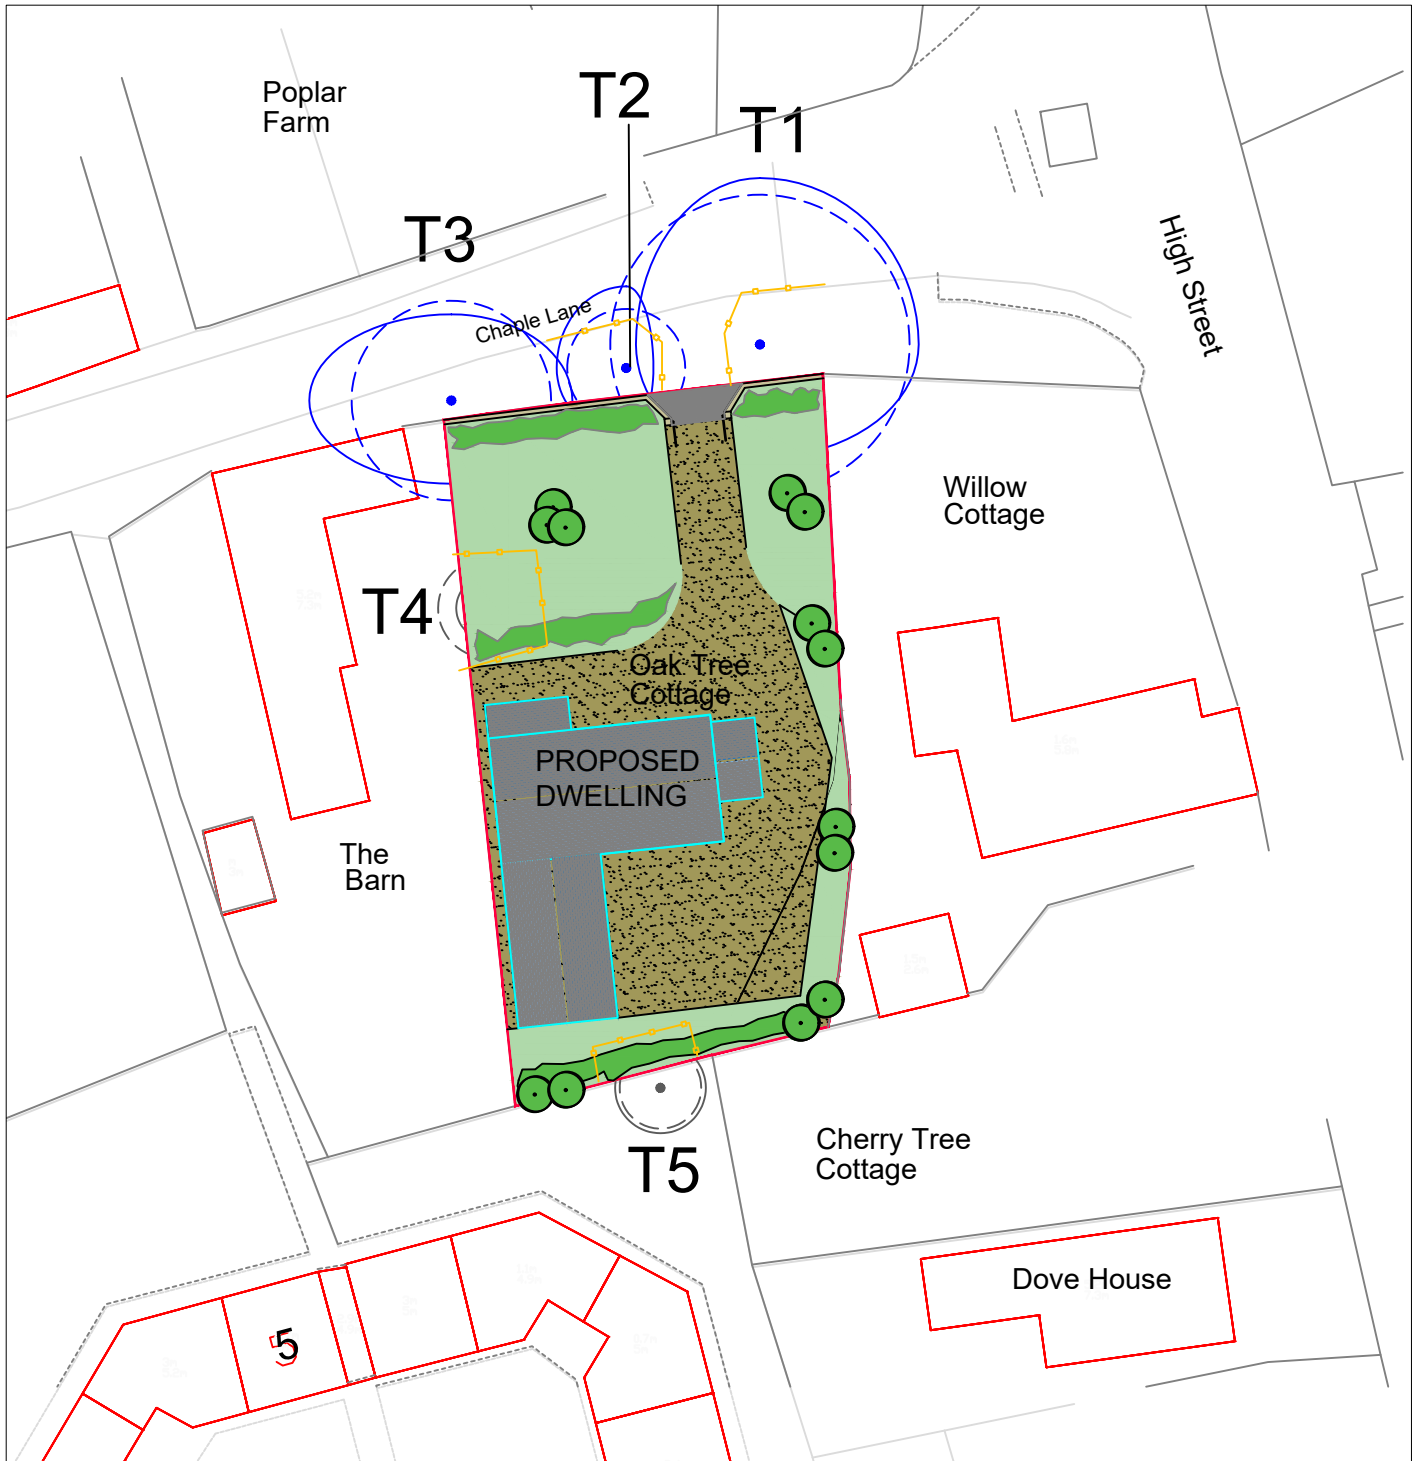 Poplar
Farm
T2
T1
T3
High Street
Chaple Lane
Willow
Cottage
T4
Oak Tree
Cottage
PROPOSED
DWELLING
The
Barn
Cherry Tree
Cottage
T5
Dove House
5